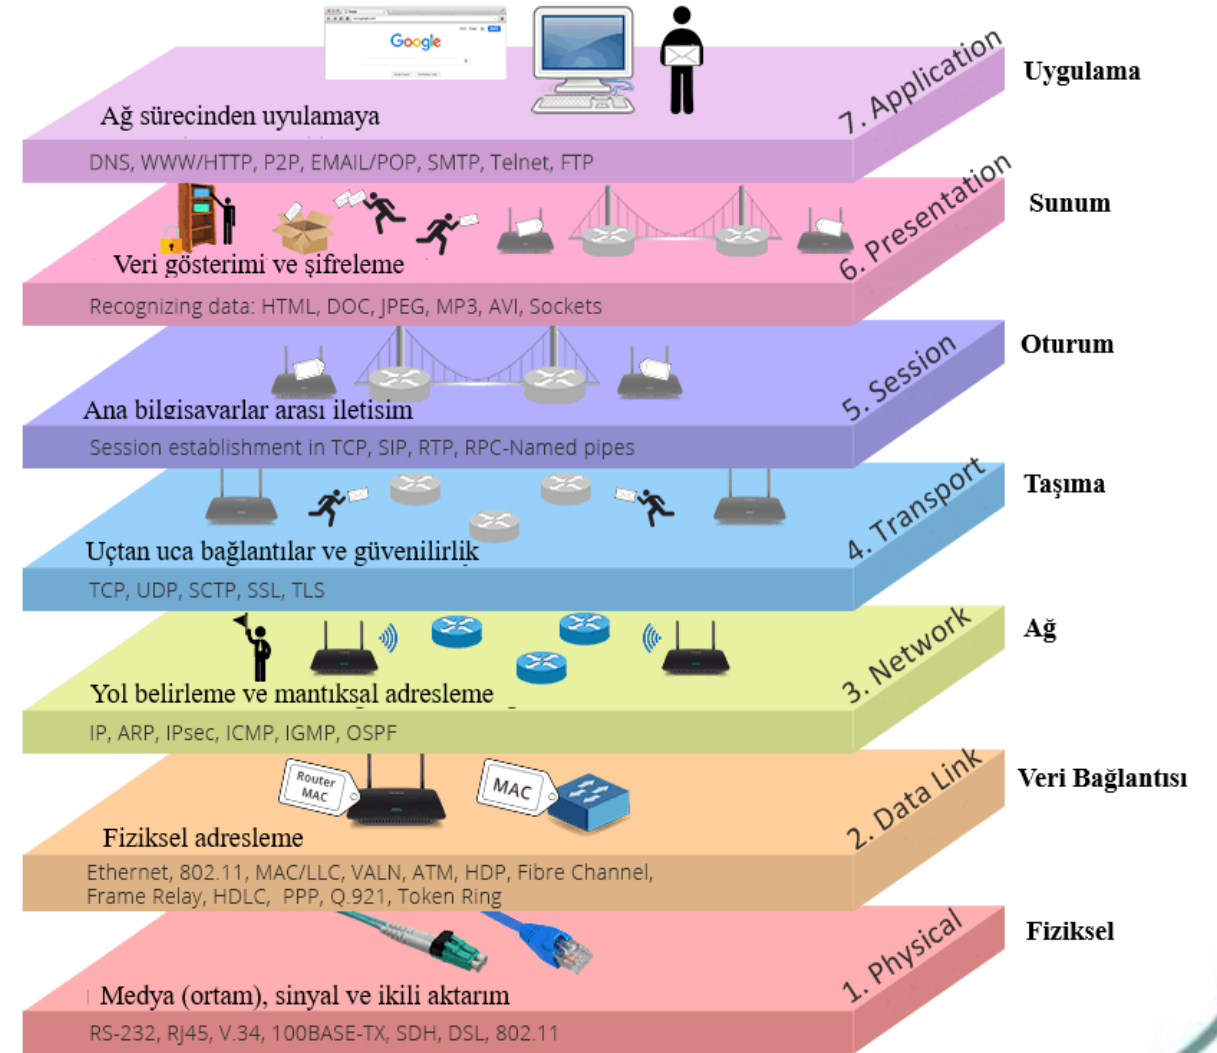 Google
7. Application
Uygulama
Ağ sürecinden uyulamaya
DNS, WWW/HTTP, P2P, EMAIL/POP, SMTP, Telnet, FTP
6. Presentation
Sunum
Veri gösterimi ve şifreleme
Recognizing data: HTML, DOC, JPEG, MP3, AVI, Sockets
5. Session
Oturum
Ana bilgisayarlar arası iletisim
Session establishment in TCP, SIP, RTP, RPC-Named pipes
4. Transport
Taşıma
Uçtan uca bağlantılar ve güvenilirlik
TCP, UDP, SCTP, SSL, TLS
3. Network
Ağ
Yol belirleme ve mantıksal adresleme
IP, ARP, IPsec, ICMP, IGMP, OSPF
Router
MAC
MAC
2. Data Link
Veri Bağlantısı
Fiziksel adresleme
Ethernet, 802.11, MAC/LLC, VALN, ATM, HDP, Fibre Channel,
Frame Relay, HDLC, PPP, Q.921, Token Ring
1. Physical
Fiziksel
Medya (ortam), sinyal ve ikili aktarım
RS-232, RJ45, V.34, 100BASE-TX, SDH, DSL, 802.11